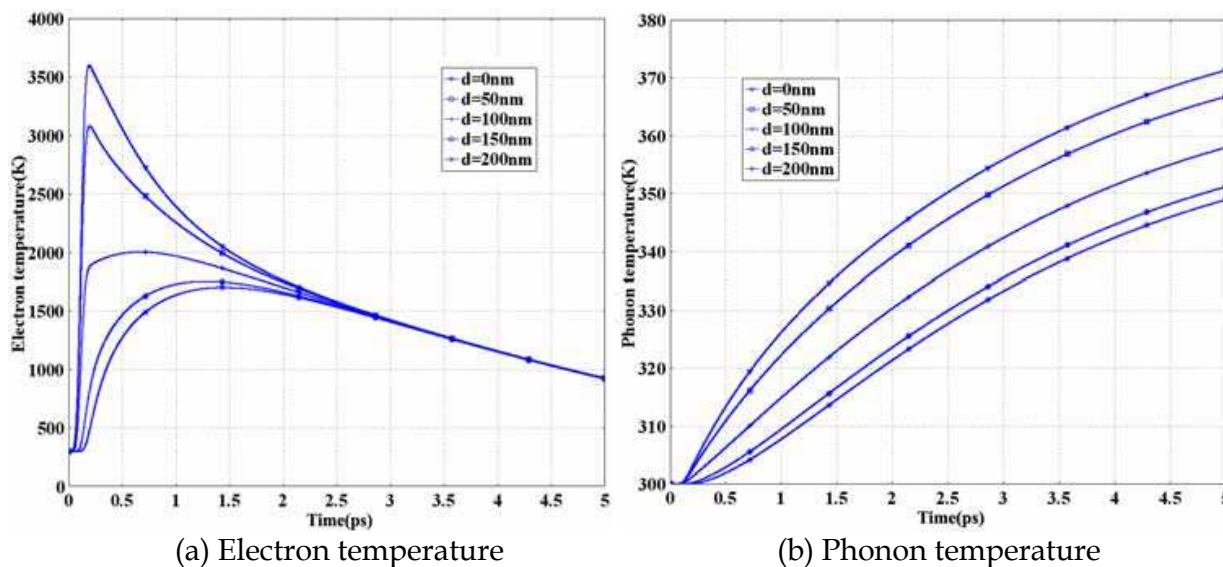 4000
3500
3000
2500
2000
1500
1000
500
0
Electron temperature(K)
d=0nm
d=50nm
d=100nm
d=150nm
d=200nm
0 0.5 1 1.5 2 2.5 3 3.5 4 4.5 5
Time(ps)
(a) Electron temperature
380
370
360
350
340
330
320
310
300
Phonon temperature(K)
d=0nm
d=50nm
d=100nm
d=150nm
d=200nm
0 0.5 1 1.5 2 2.5 3 3.5 4 4.5 5
Time(ps)
(b) Phonon temperature